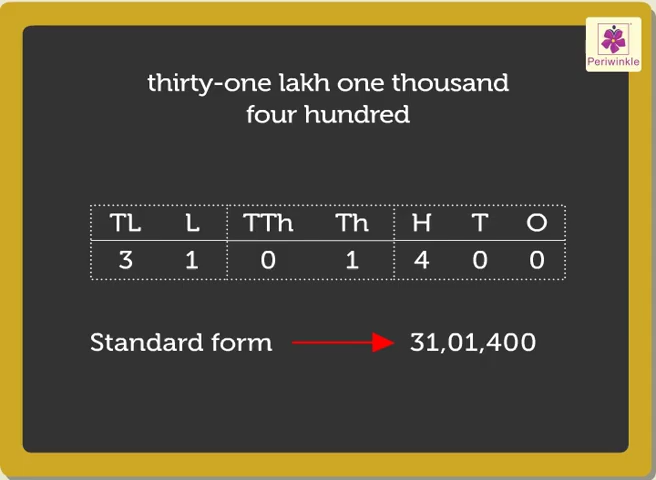 Periwinkle
thirty-one lakh one thousand
four hundred
TL L TTh Th H T O
3 1 0 1 4 0 0
Standard form 31,01,400